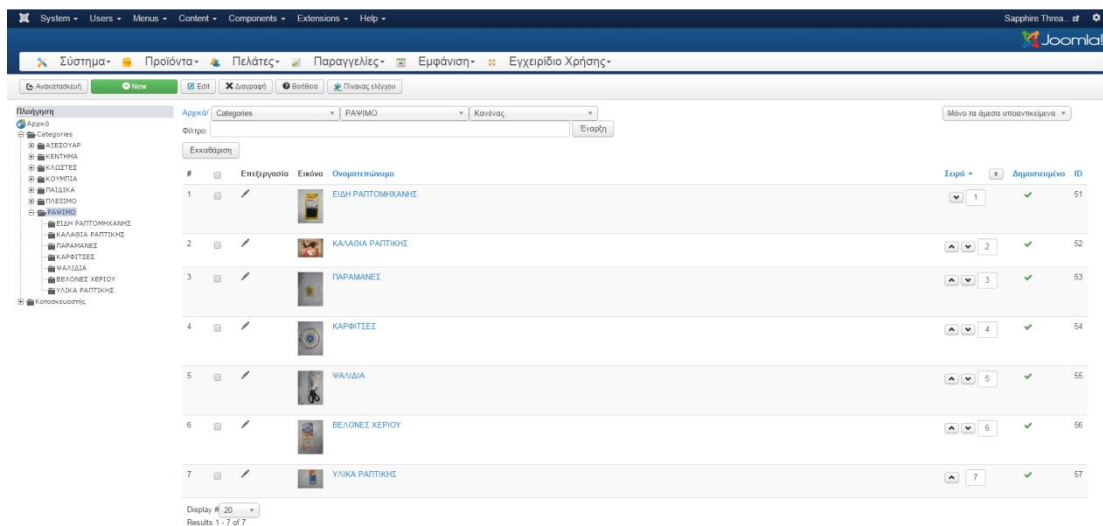 System Users Menus Content Components Extensions Help Sapphire Threa...
Joomla!
Σύστημα Προϊόντα Πελάτες Παραγγελίες Εμφάνιση Εγχειρίδιο Χρήσης
Ανακατασκευή New Edit Διαγραφή Βοήθεια Πίνακας ελέγχου
Πλοήγηση
Αρχικό
Categories
ΑΞΕΣΟΥΑΡ
ΚΕΝΤΗΜΑ
ΚΛΩΣΤΕΣ
ΚΟΥΜΠΙΑ
ΠΑΙΔΙΚΑ
ΠΛΕΞΙΜΟ
ΡΑΨΙΜΟ
ΕΙΔΗ ΡΑΠΤΟΜΗΧΑΝΗΣ
ΚΑΛΑΘΙΑ ΡΑΠΤΙΚΗΣ
ΠΑΡΑΜΑΝΕΣ
ΚΑΡΦΙΤΣΕΣ
ΨΑΛΙΔΙΑ
ΒΕΛΟΝΕΣ ΧΕΡΙΟΥ
ΥΛΙΚΑ ΡΑΠΤΙΚΗΣ
Κατασκευαστής
Αρχικό/ Categories ΡΑΨΙΜΟ Κανένας Μόνο τα άμεσα υποαντικείμενα
Φίλτρο: Έναρξη
Εκκαθάριση
# Επεξεργασία Εικόνα Ονοματεπώνυμο Σειρά Δημοσιευμένο ID
1 ΕΙΔΗ ΡΑΠΤΟΜΗΧΑΝΗΣ 1 51
2 ΚΑΛΑΘΙΑ ΡΑΠΤΙΚΗΣ 2 52
3 ΠΑΡΑΜΑΝΕΣ 3 53
4 ΚΑΡΦΙΤΣΕΣ 4 54
5 ΨΑΛΙΔΙΑ 5 55
6 ΒΕΛΟΝΕΣ ΧΕΡΙΟΥ 6 56
7 ΥΛΙΚΑ ΡΑΠΤΙΚΗΣ 7 57
Display # 20
Results 1 - 7 of 7